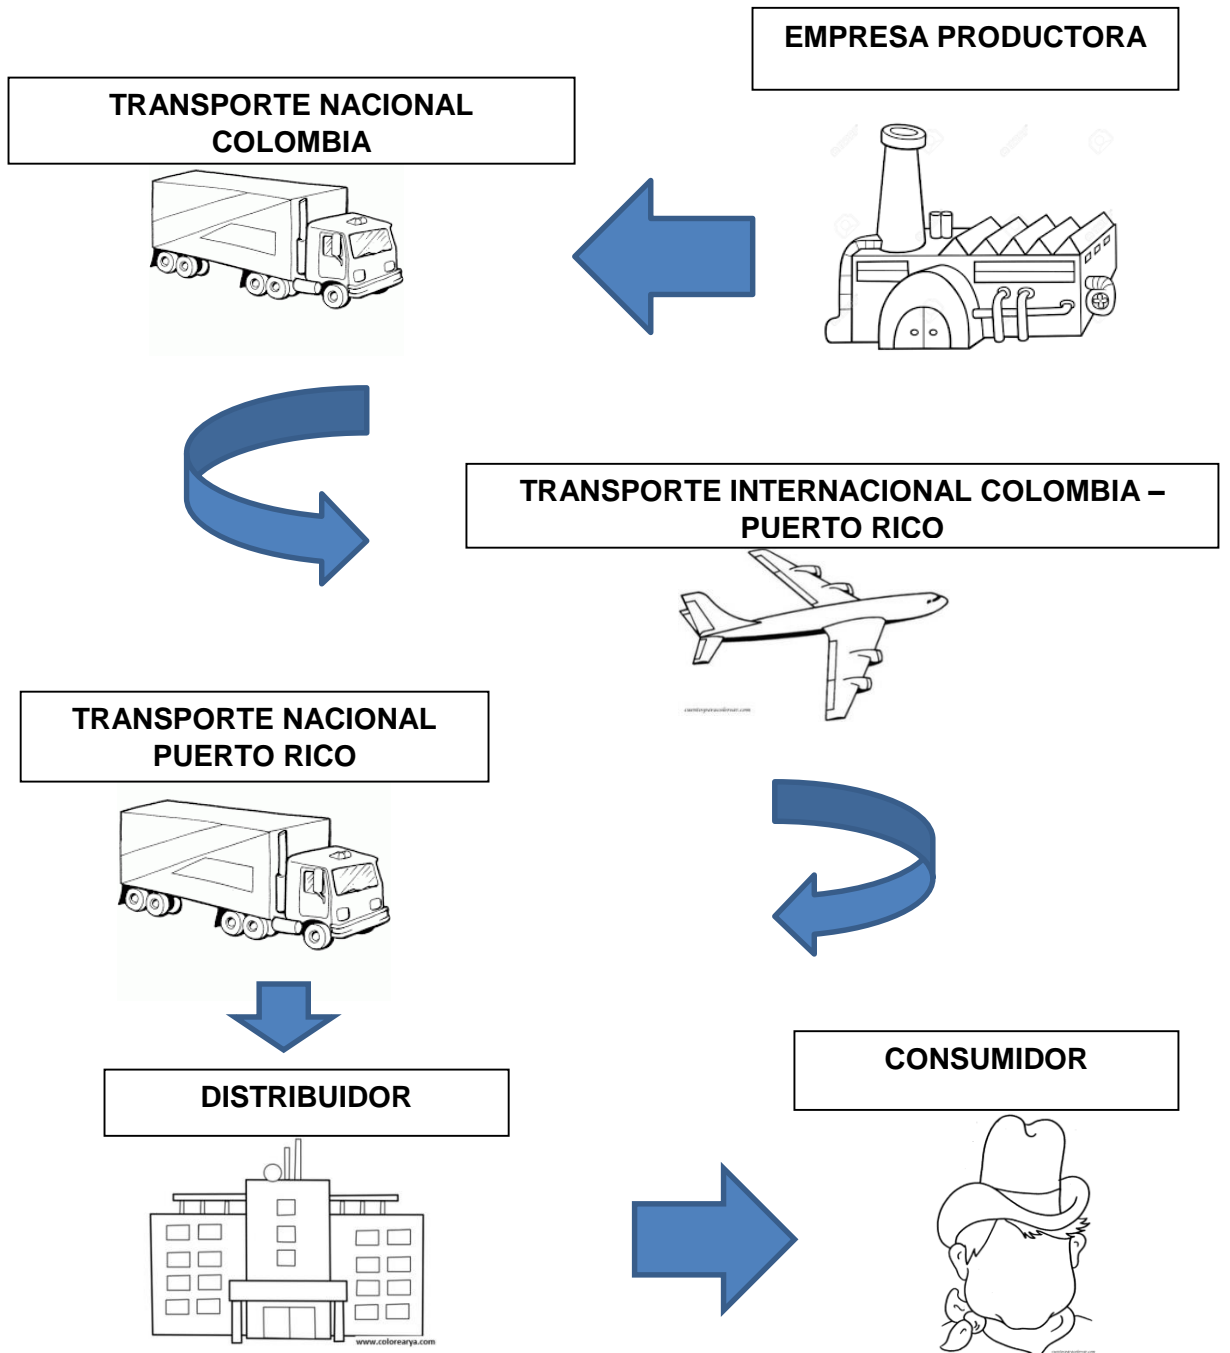 EMPRESA PRODUCTORA
TRANSPORTE NACIONAL
COLOMBIA
TRANSPORTE INTERNACIONAL COLOMBIA –
PUERTO RICO
TRANSPORTE NACIONAL
PUERTO RICO
DISTRIBUIDOR
CONSUMIDOR
www.colorearya.com